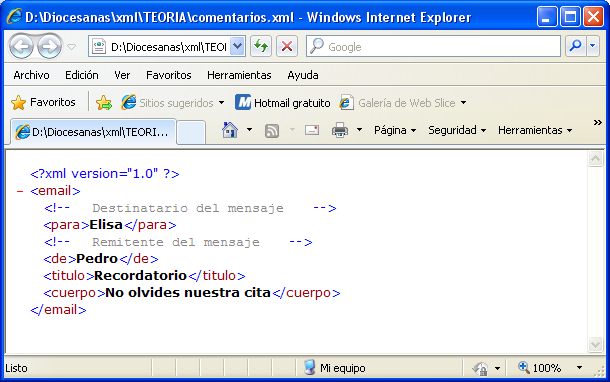 D:\Diocesanas\xml\TEORIA\comentarios.xml - Windows Internet Explorer
D:\Diocesanas\xml\TEOI Google
Archivo Edición Ver Favoritos Herramientas Ayuda
Favoritos Sitios sugeridos Hotmail gratuito Galería de Web Slice
D:\Diocesanas\xml\TEORI... Página Seguridad Herramientas »
<?xml version="1.0" ?>
- <email>
<!-- Destinatario del mensaje -->
<para>Elisa</para>
<!-- Remitente del mensaje -->
<de>Pedro</de>
<titulo>Recordatorio</titulo>
<cuerpo>No olvides nuestra cita</cuerpo>
</email>
Listo Mi equipo 100%